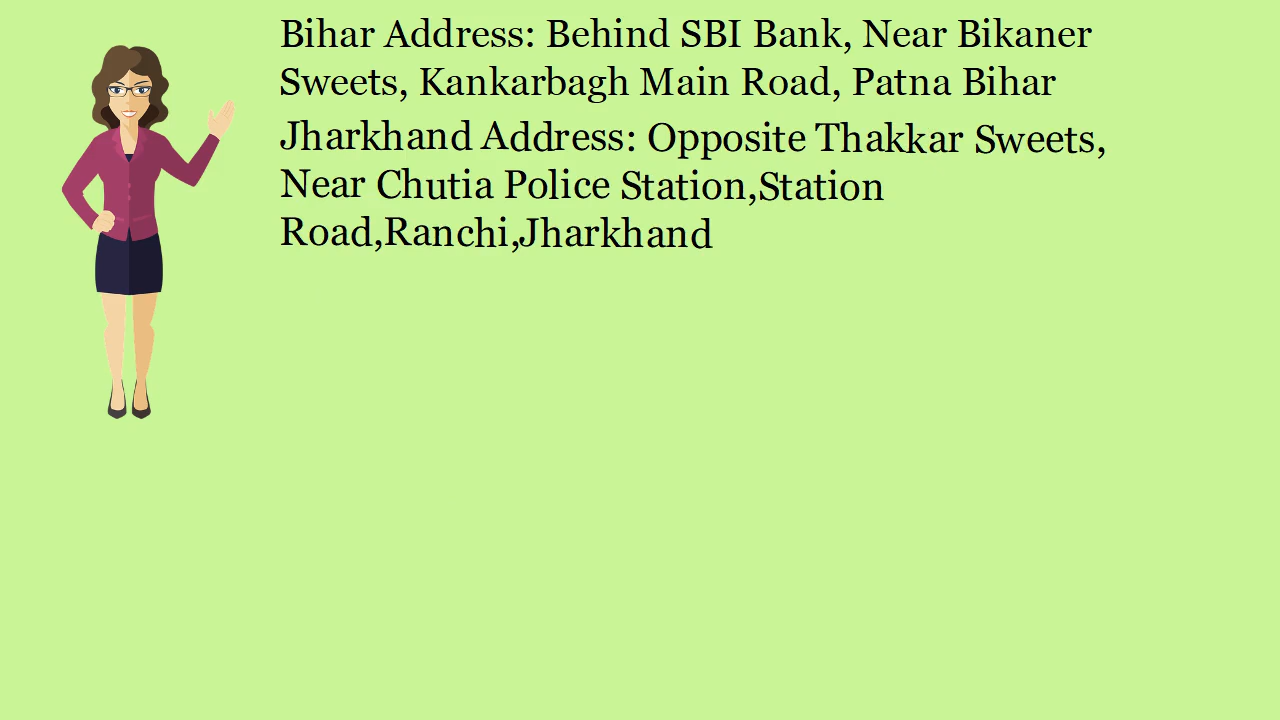 Bihar Address: Behind SBI Bank, Near Bikaner
Sweets, Kankarbagh Main Road, Patna Bihar
Jharkhand Address: Opposite Thakkar Sweets,
Near Chutia Police Station,Station
Road,Ranchi,Jharkhand